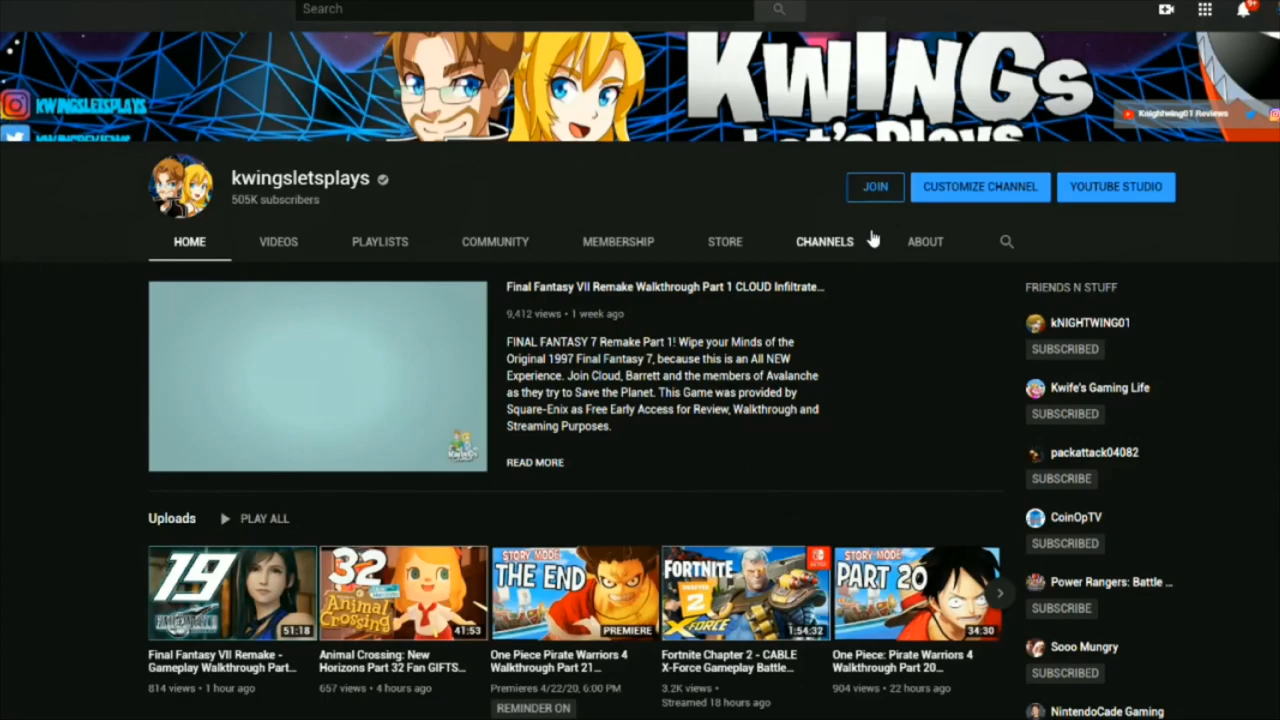 Search
9+
KWINGs
Let'sPlays
KWINGSLETSPLAYS
KWINGREVIEWS
Knightwing01 Reviews
kwingsletsplays
505K subscribers
JOIN
CUSTOMIZE CHANNEL
YOUTUBE STUDIO
HOME
VIDEOS
PLAYLISTS
COMMUNITY
MEMBERSHIP
STORE
CHANNELS
ABOUT
Final Fantasy VII Remake Walkthrough Part 1 CLOUD Infiltrate...
9,412 views • 1 week ago
FINAL FANTASY 7 Remake Part 1! Wipe your Minds of the
Original 1997 Final Fantasy 7, because this is an All NEW
Experience. Join Cloud, Barrett and the members of Avalanche
as they try to Save the Planet. This Game was provided by
Square-Enix as Free Early Access for Review, Walkthrough and
Streaming Purposes.
READ MORE
KWINGs
FRIENDS N STUFF
kNIGHTWING01
SUBSCRIBED
Kwife's Gaming Life
SUBSCRIBED
packattack04082
SUBSCRIBE
CoinOpTV
SUBSCRIBED
Power Rangers: Battle ...
SUBSCRIBE
Sooo Mungry
SUBSCRIBED
NintendoCade Gaming
Uploads
PLAY ALL
19
51:18
Final Fantasy VII Remake -
Gameplay Walkthrough Part...
814 views • 1 hour ago
32
Animal
Crossing
41:53
Animal Crossing: New
Horizons Part 32 Fan GIFTS...
657 views • 4 hours ago
STORY MODE
THE END
PREMIERE
One Piece Pirate Warriors 4
Walkthrough Part 21...
Premieres 4/22/20, 6:00 PM
REMINDER ON
FORTNITE
CHAPTER
2
X-FORCE
1:54:32
Fortnite Chapter 2 - CABLE
X-Force Gameplay Battle...
3.2K views •
Streamed 18 hours ago
STORY MODE
PART 20
34:30
One Piece: Pirate Warriors 4
Walkthrough Part 20...
904 views • 22 hours ago